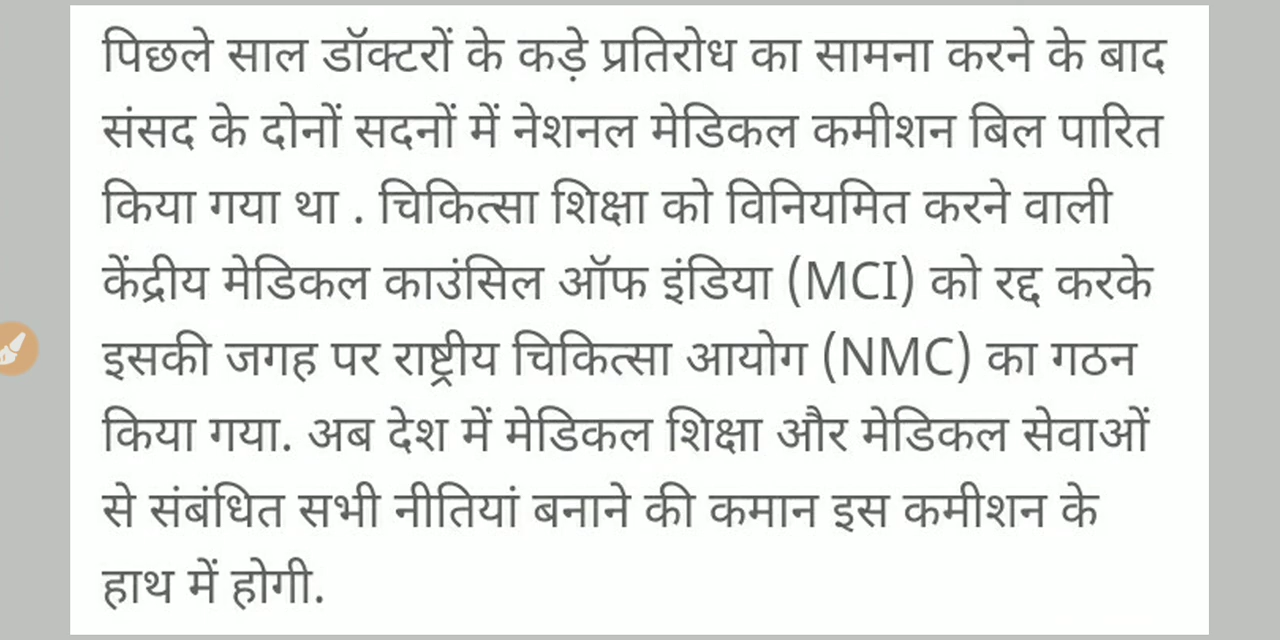 पिछले साल डॉक्टरों के कड़े प्रतिरोध का सामना करने के बाद
संसद के दोनों सदनों में नेशनल मेडिकल कमीशन बिल पारित
किया गया था . चिकित्सा शिक्षा को विनियमित करने वाली
केंद्रीय मेडिकल काउंसिल ऑफ इंडिया (MCI) को रद्द करके
इसकी जगह पर राष्ट्रीय चिकित्सा आयोग (NMC) का गठन
किया गया. अब देश में मेडिकल शिक्षा और मेडिकल सेवाओं
से संबंधित सभी नीतियां बनाने की कमान इस कमीशन के
हाथ में होगी.